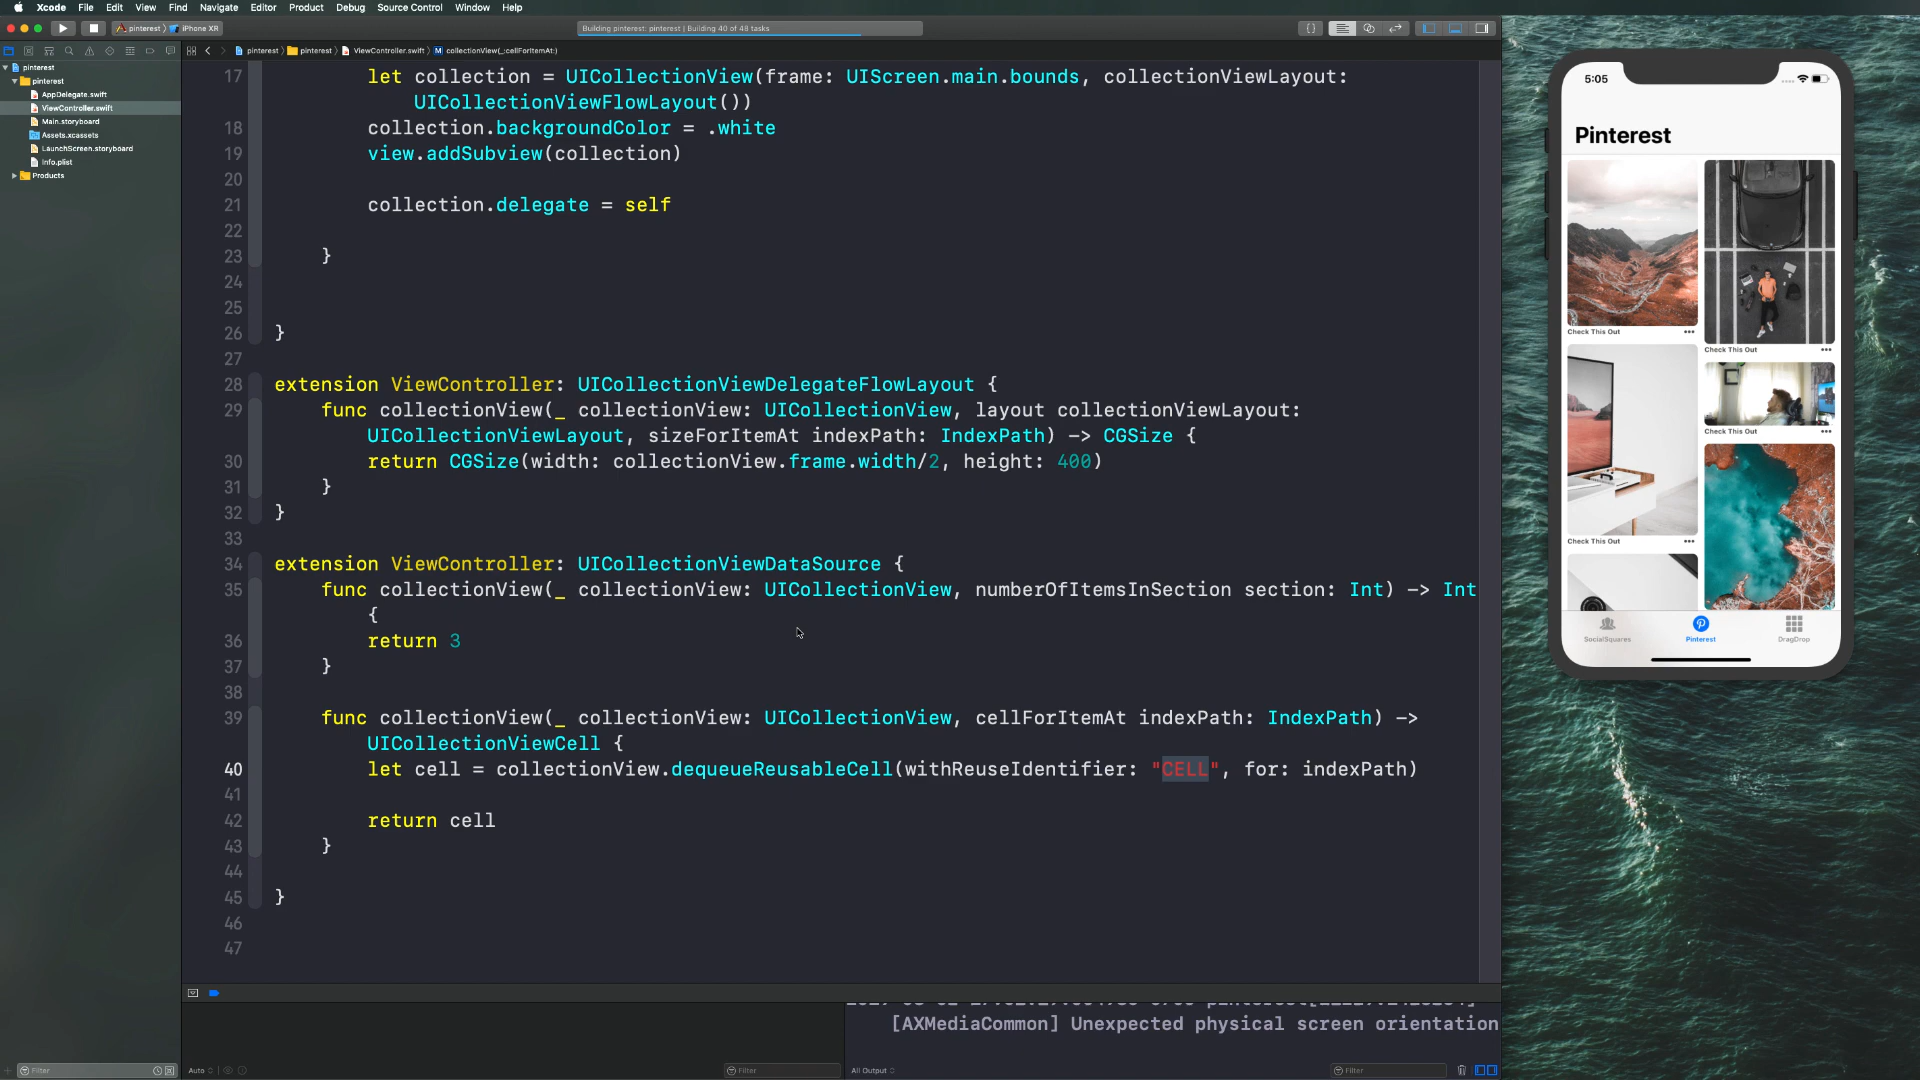 Xcode File Edit View Find Navigate Editor Product Debug Source Control Window Help
pinterest iPhone XR
Building pinterest: pinterest | Building 40 of 48 tasks
pinterest pinterest ViewController.swift M collectionView(_:cellForItemAt:)
pinterest
pinterest
AppDelegate.swift
ViewController.swift
Main.storyboard
Assets.xcassets
LaunchScreen.storyboard
Info.plist
Products
17 let collection = UICollectionView(frame: UIScreen.main.bounds, collectionViewLayout:
UICollectionViewFlowLayout())
18 collection.backgroundColor = .white
19 view.addSubview(collection)
20
21 collection.delegate = self
22
23 }
24
25
26 }
27
28 extension ViewController: UICollectionViewDelegateFlowLayout {
29 func collectionView(_ collectionView: UICollectionView, layout collectionViewLayout:
UICollectionViewLayout, sizeForItemAt indexPath: IndexPath) -> CGSize {
30 return CGSize(width: collectionView.frame.width/2, height: 400)
31 }
32 }
33
34 extension ViewController: UICollectionViewDataSource {
35 func collectionView(_ collectionView: UICollectionView, numberOfItemsInSection section: Int) -> Int
{
36 return 3
37 }
38
39 func collectionView(_ collectionView: UICollectionView, cellForItemAt indexPath: IndexPath) ->
UICollectionViewCell {
40 let cell = collectionView.dequeueReusableCell(withReuseIdentifier: "CELL", for: indexPath)
41
42 return cell
43 }
44
45 }
46
47
[AXMediaCommon] Unexpected physical screen orientation
Filter
Auto
Filter
All Output
Filter
5:05
Pinterest
Check This Out
Check This Out
Check This Out
Check This Out
SocialSquares
Pinterest
DragDrop